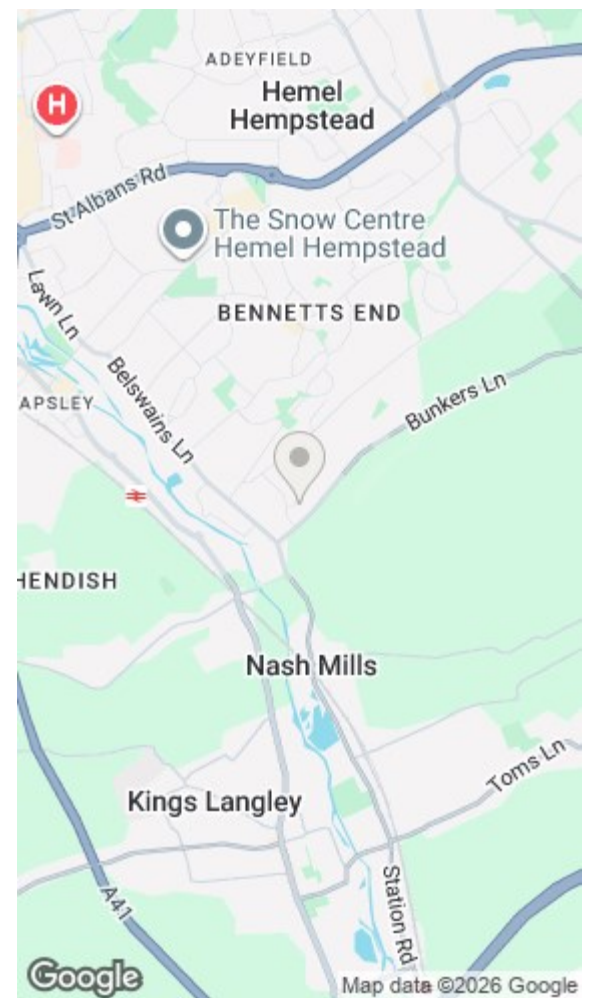 ADEYFIELD
Hemel
Hempstead
H
St Albans Rd
The Snow Centre
Hemel Hempstead
Lawn Ln
BENNETTS END
Belswains Ln
APSLEY
Bunkers Ln
HENDISH
Nash Mills
Toms Ln
Kings Langley
A41
Station Rd
Google
Map data ©2026 Google